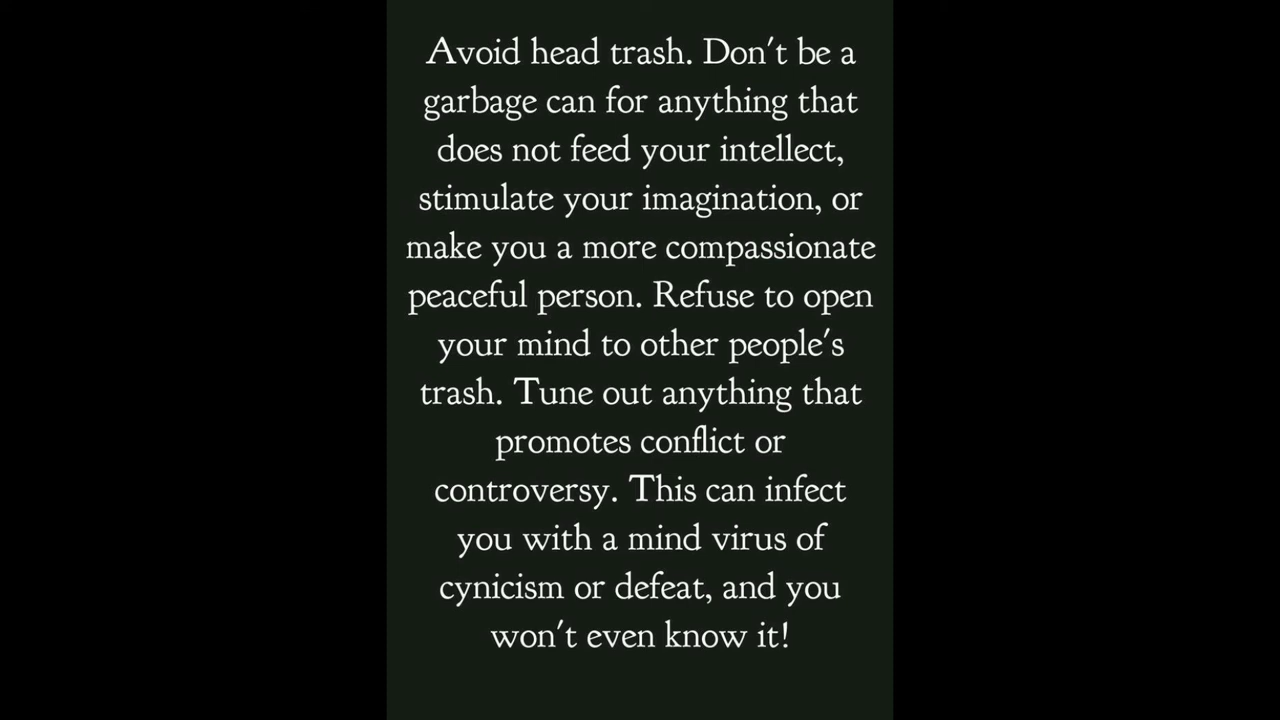 Avoid head trash. Don't be a
garbage can for anything that
does not feed your intellect,
stimulate your imagination, or
make you a more compassionate
peaceful person. Refuse to open
your mind to other people's
trash. Tune out anything that
promotes conflict or
controversy. This can infect
you with a mind virus of
cynicism or defeat, and you
won't even know it!